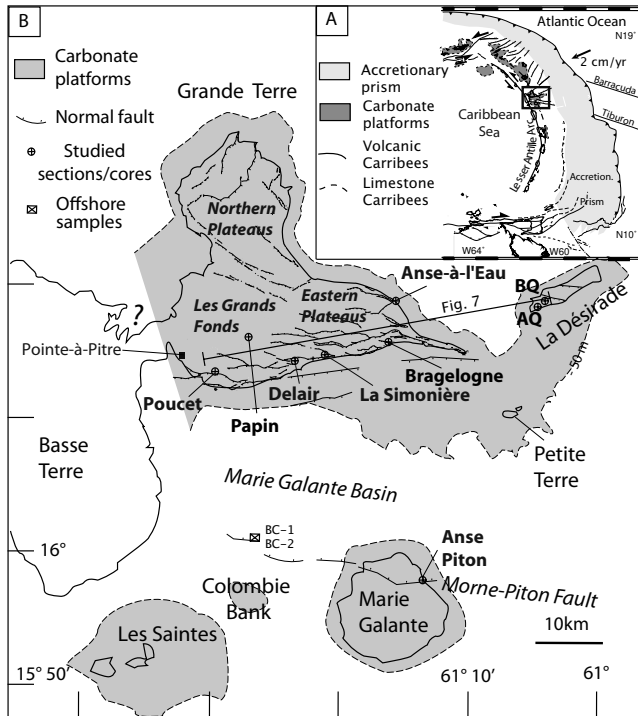 B
Carbonate
platforms
Normal fault
Studied
sections/cores
Offshore
samples
A
Accretionary
prism
Carbonate
platforms
Volcanic
Carribees
Limestone
Carribees
Atlantic Ocean
N19°
2 cm/yr
Barracuda
Tiburon
Caribbean
Sea
Lesser Antille Arc
Accretion.
Prism
N10°
W64°
W60°
Grande Terre
Northern
Plateaus
Anse-à-l'Eau
Eastern
Plateaus
Les Grands
Fonds
Fig. 7
BQ
AQ
La Désirade
?
Pointe-à-Pitre
50 m
Bragelogne
La Simonière
Delair
Poucet
Papin
Petite
Terre
Basse
Terre
Marie Galante Basin
BC-1
BC-2
16°
Anse
Piton
Morne-Piton Fault
Colombie
Bank
Marie
Galante
Les Saintes
10km
15° 50'
61° 10'
61°